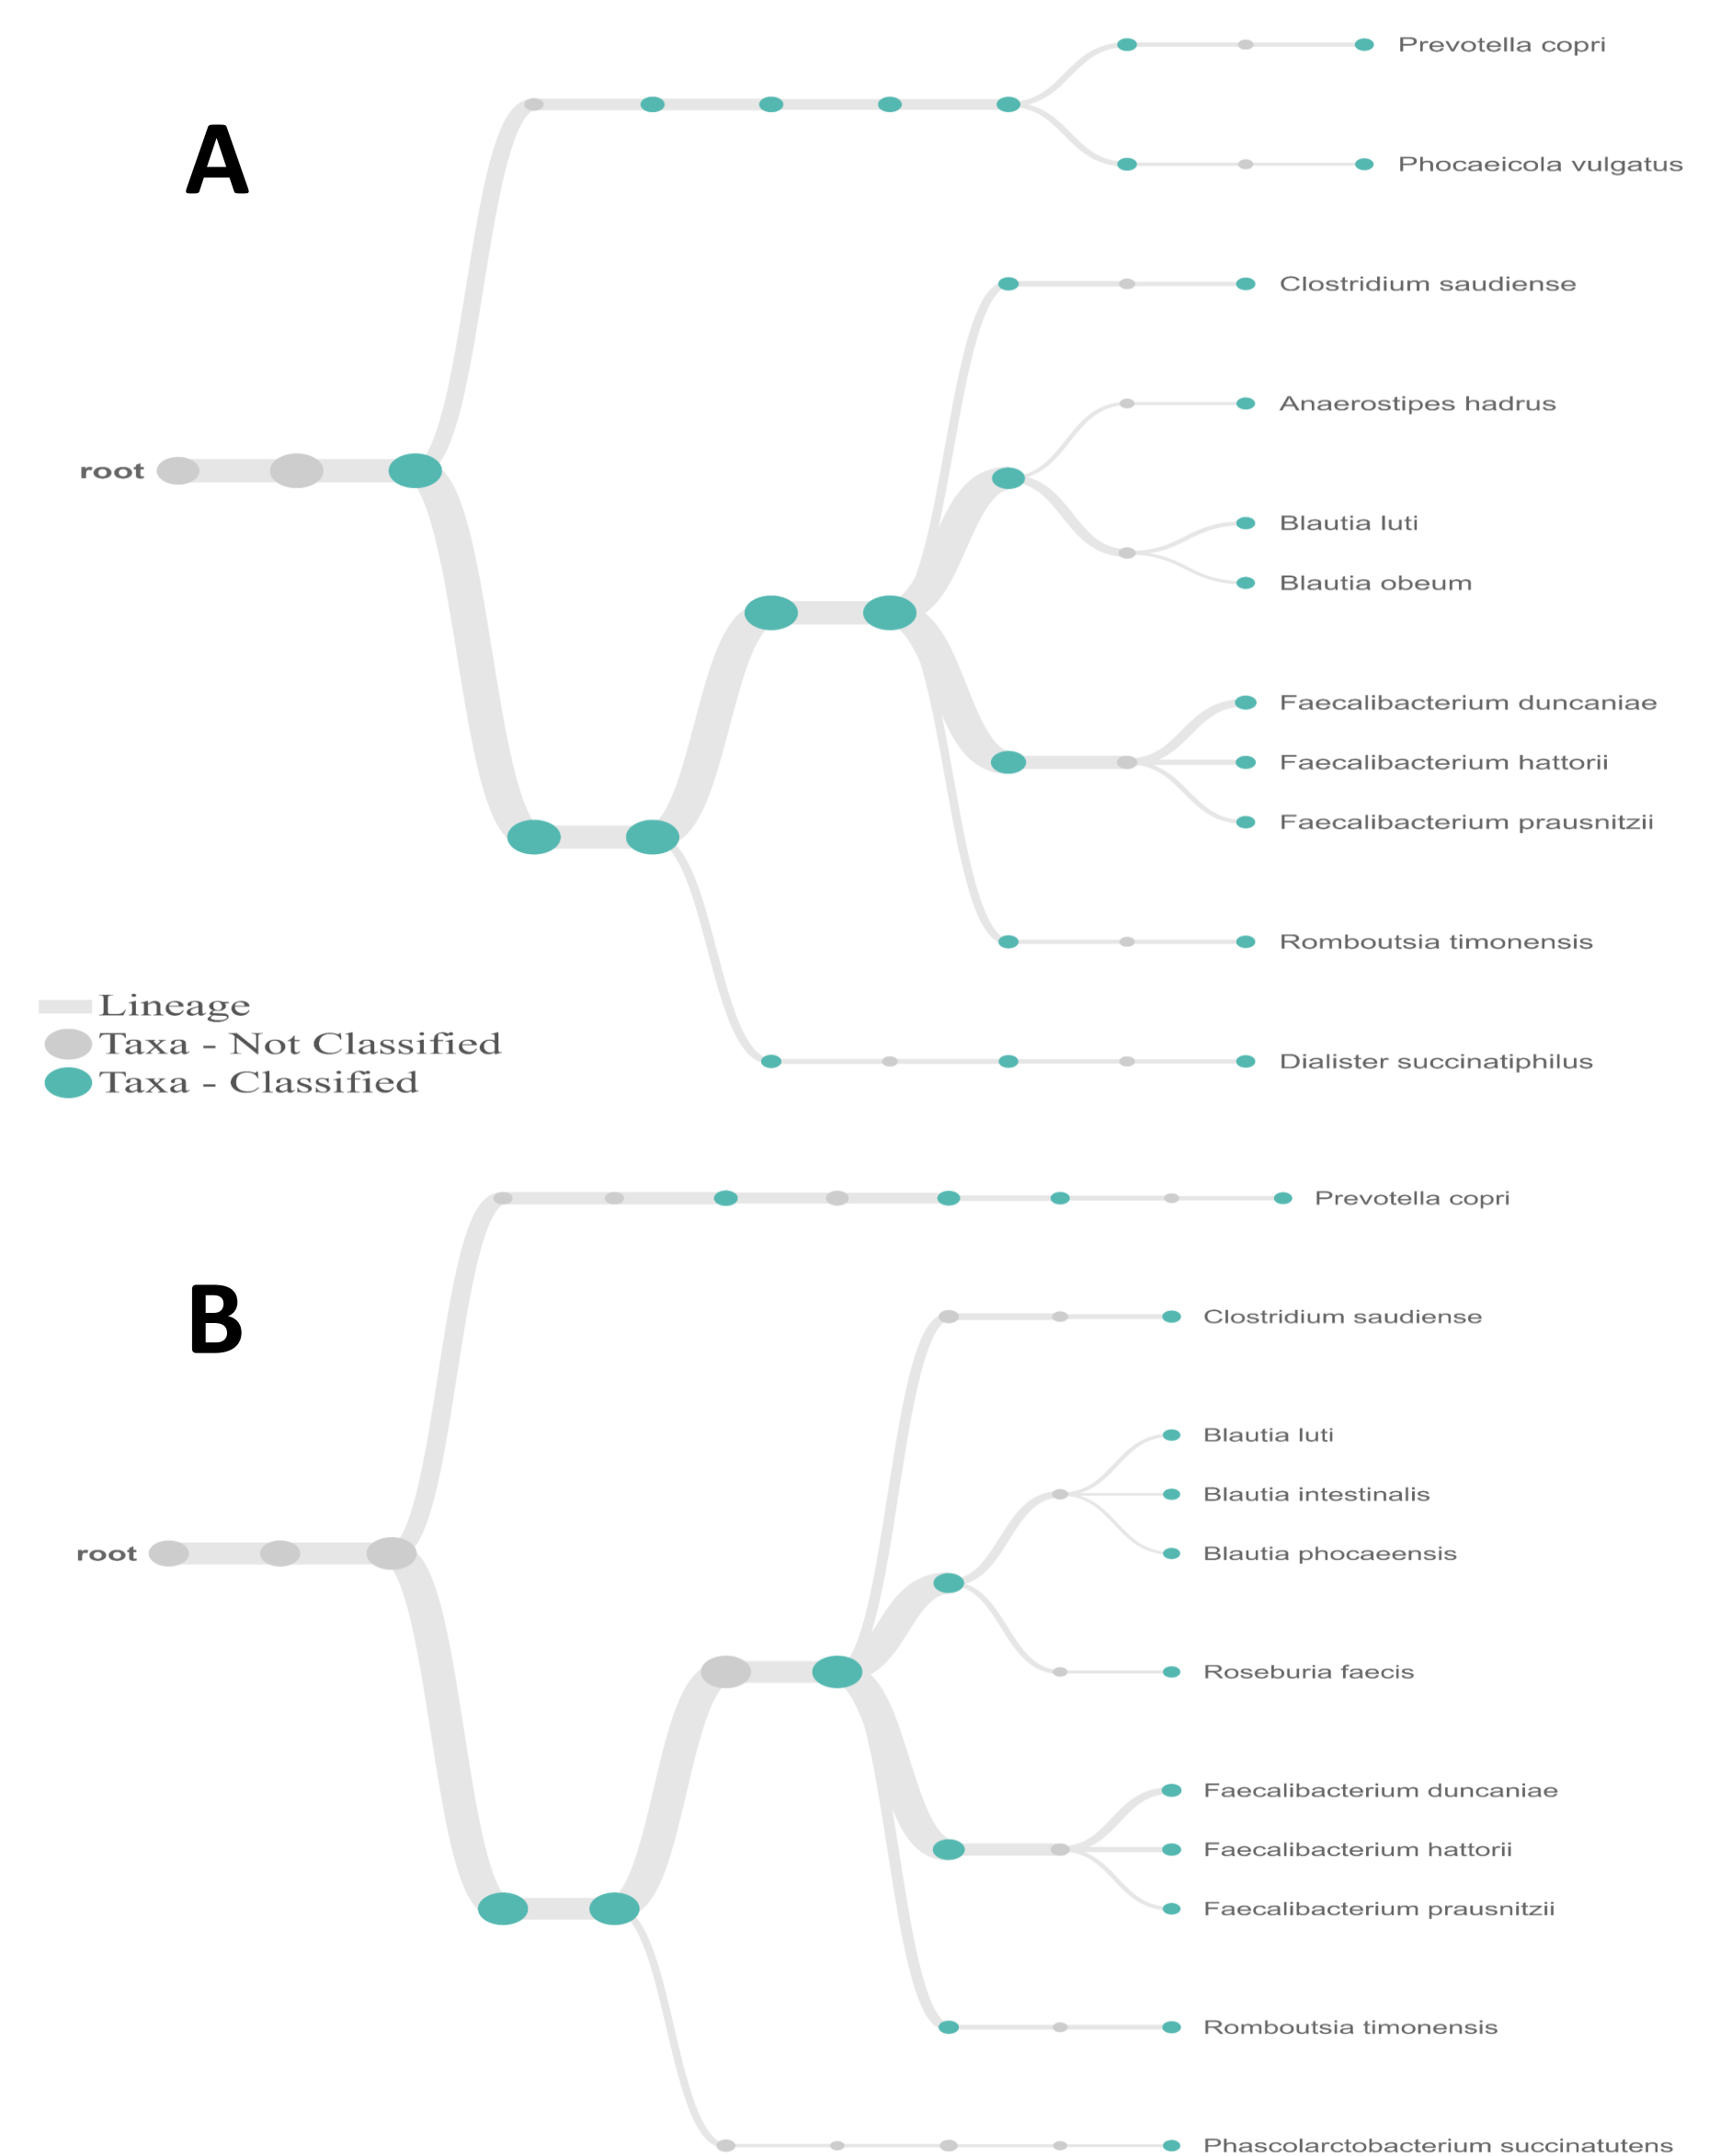 Prevotella copri
A
Phocaeicola vulgatus
Clostridium saudiense
Anaerostipes hadrus
root
Blautia luti
Blautia obeum
Faecalibacterium duncaniae
Faecalibacterium hattorii
Faecalibacterium prausnitzii
Romboutsia timonensis
Lineage
Taxa - Not Classified
Dialister succinatiphilus
Taxa - Classified
Prevotella copri
B
Clostridium saudiense
Blautia luti
Blautia intestinalis
root
Blautia phocaeensis
Roseburia faecis
Faecalibacterium duncaniae
Faecalibacterium hattorii
Faecalibacterium prausnitzii
Romboutsia timonensis
Phascolarctobacterium succinatutens